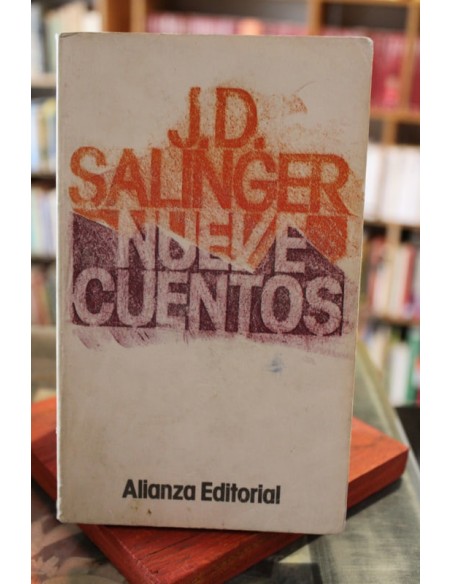 J.D.
SALINGER
NUEVE
CUENTOS
Alianza Editorial